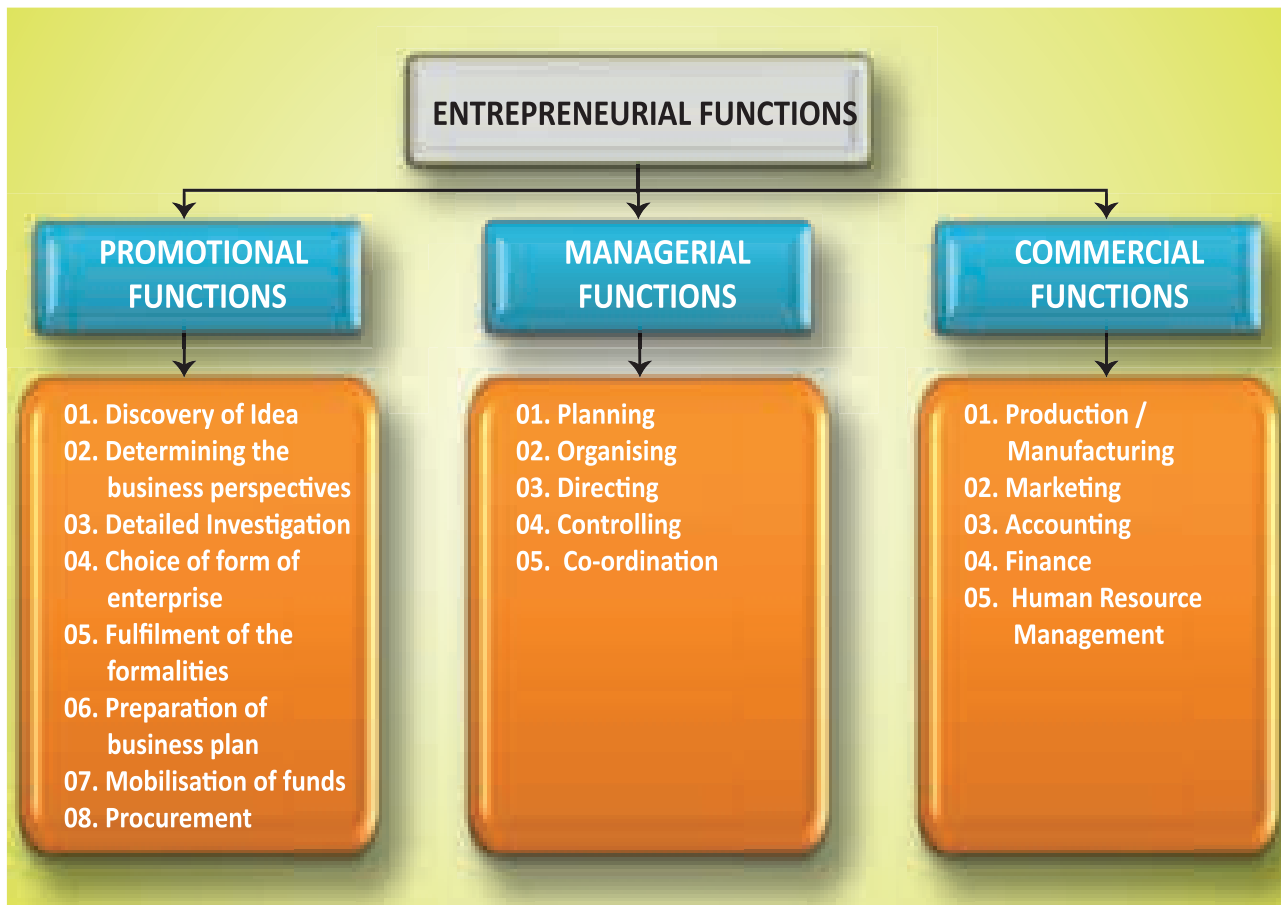 ENTREPRENEURIAL FUNCTIONS
PROMOTIONAL
FUNCTIONS
01. Discovery of Idea
02. Determining the
business perspectives
03. Detailed Investigation
04. Choice of form of
enterprise
05. Fulfilment of the
formalities
06. Preparation of
business plan
07. Mobilisation of funds
08. Procurement
MANAGERIAL
FUNCTIONS
01. Planning
02. Organising
03. Directing
04. Controlling
05. Co-ordination
COMMERCIAL
FUNCTIONS
01. Production /
Manufacturing
02. Marketing
03. Accounting
04. Finance
05. Human Resource
Management